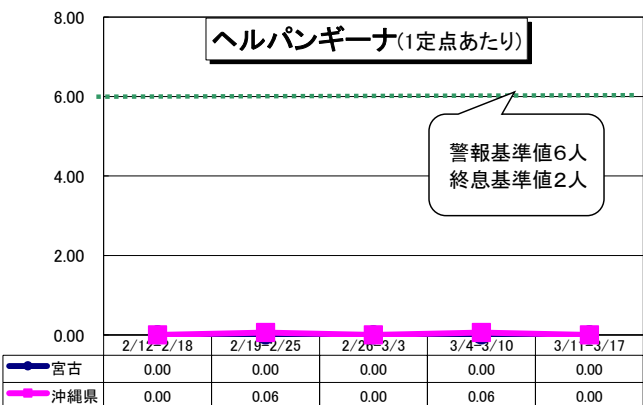 ヘルパンギーナ(1定点あたり)
8.00
6.00
4.00
2.00
0.00
警報基準値6人
終息基準値2人
2/12-2/18 2/19-2/25 2/26-3/3 3/4-3/10 3/11-3/17
宮古 0.00 0.00 0.00 0.00 0.00
沖縄県 0.00 0.06 0.00 0.06 0.00